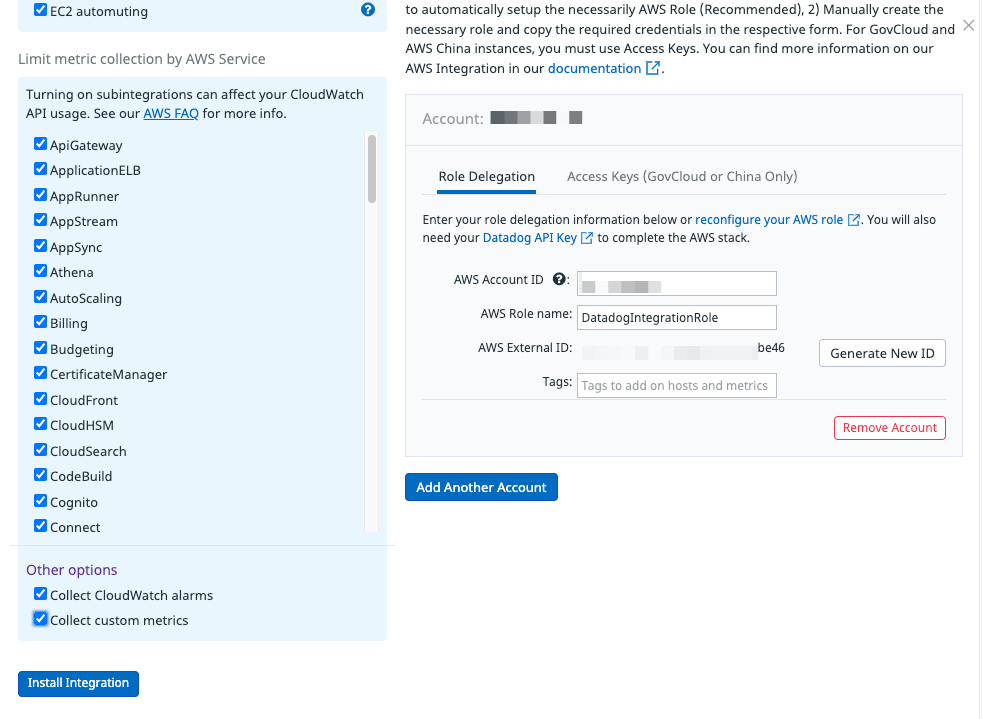 EC2 automuting
Limit metric collection by AWS Service
Turning on subintegrations can affect your CloudWatch
API usage. See our AWS FAQ for more info.
ApiGateway
ApplicationELB
AppRunner
AppStream
AppSync
Athena
AutoScaling
Billing
Budgeting
CertificateManager
CloudFront
CloudHSM
CloudSearch
CodeBuild
Cognito
Connect
Other options
Collect CloudWatch alarms
Collect custom metrics
Install Integration
to automatically setup the necessarily AWS Role (Recommended), 2) Manually create the
necessary role and copy the required credentials in the respective form. For GovCloud and
AWS China instances, you must use Access Keys. You can find more information on our
AWS Integration in our documentation.
Account:
Role Delegation Access Keys (GovCloud or China Only)
Enter your role delegation information below or reconfigure your AWS role. You will also
need your Datadog API Key to complete the AWS stack.
AWS Account ID ?:
AWS Role name: DatadogIntegrationRole
AWS External ID: be46 Generate New ID
Tags: Tags to add on hosts and metrics
Remove Account
Add Another Account